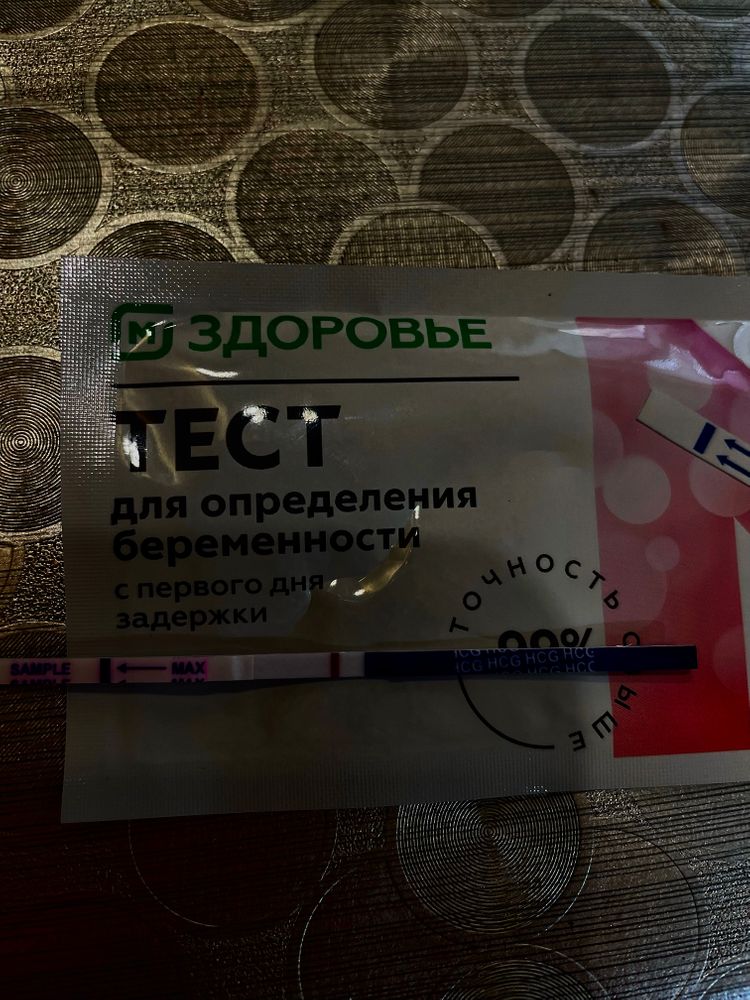 М ЗДОРОВЬЕ
ТЕСТ
для определения
беременности
с первого дня
задержки
ТОЧНОСТЬ СВЫШЕ
99%
SAMPLE MAX
HCG HCG HCG HCG